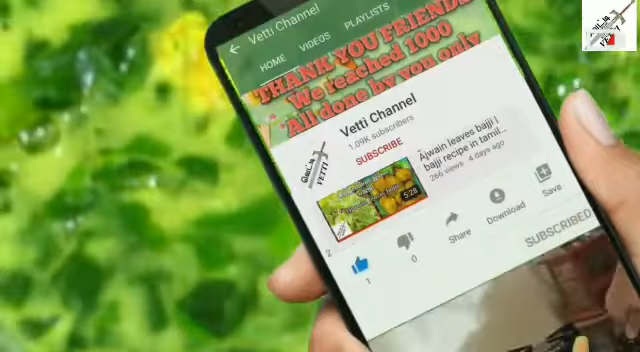 Vetti Channel
HOME VIDEOS PLAYLISTS
THANK YOU FRIENDS
We reached 1000
"All done by you only
Vetti Channel
1.09K subscribers
SUBSCRIBE
VETTI
Ajwain leaves bajji |
bajji recipe in tamil...
266 views 4 days ago
5:28
2
1
0
Share
Download
Save
SUBSCRIBED
VETTI